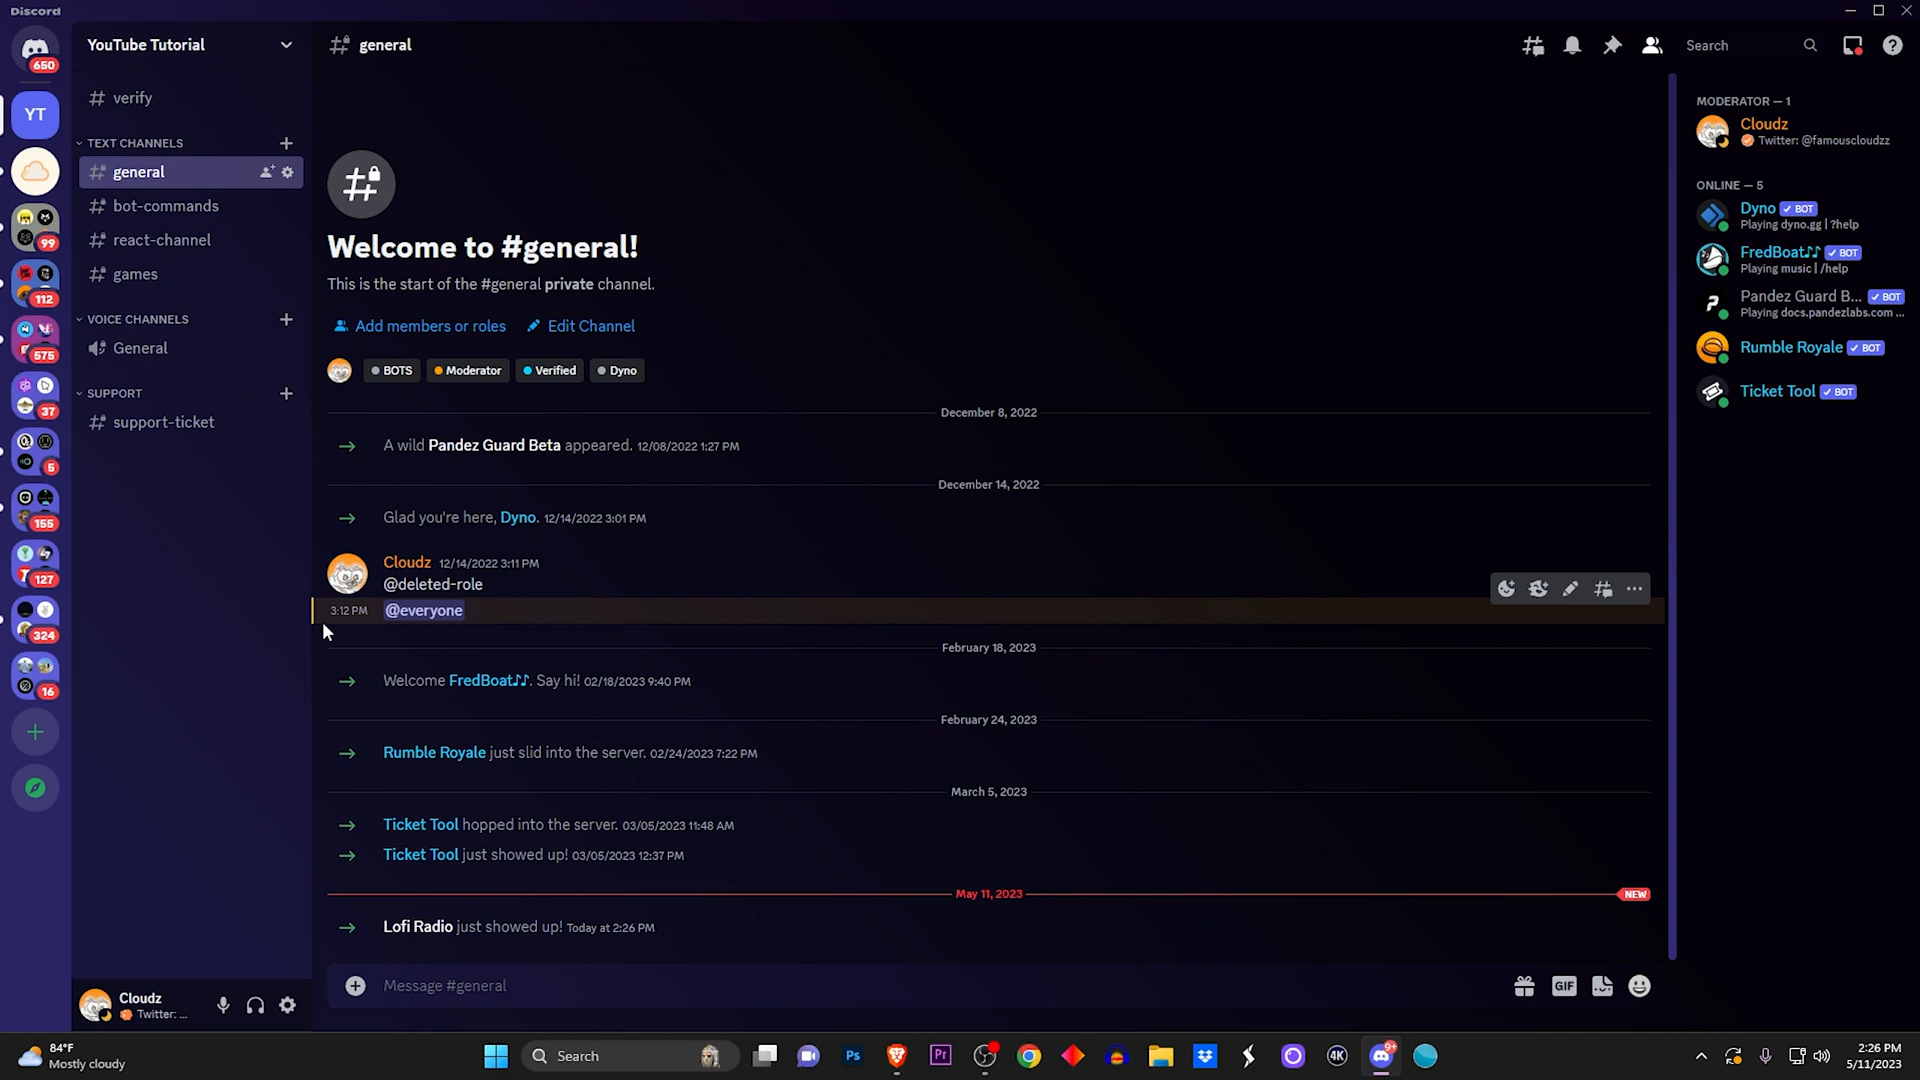 Discord
650
YouTube Tutorial
general
Search
YT
99
112
575
37
5
155
127
324
16
verify
TEXT CHANNELS
general
bot-commands
react-channel
games
VOICE CHANNELS
General
SUPPORT
support-ticket
Welcome to #general!
This is the start of the #general private channel.
Add members or roles Edit Channel
BOTS Moderator Verified Dyno
December 8, 2022
A wild Pandez Guard Beta appeared. 12/08/2022 1:27 PM
December 14, 2022
Glad you're here, Dyno. 12/14/2022 3:01 PM
Cloudz 12/14/2022 3:11 PM
@deleted-role
3:12 PM @everyone
February 18, 2023
Welcome FredBoat♪♪. Say hi! 02/18/2023 9:40 PM
February 24, 2023
Rumble Royale just slid into the server. 02/24/2023 7:22 PM
March 5, 2023
Ticket Tool hopped into the server. 03/05/2023 11:48 AM
Ticket Tool just showed up! 03/05/2023 12:37 PM
May 11, 2023 NEW
Lofi Radio just showed up! Today at 2:26 PM
Message #general
GIF
MODERATOR — 1
Cloudz
Twitter: @famouscloudzz
ONLINE — 5
Dyno ✓ BOT
Playing dyno.gg | ?help
FredBoat♪♪ ✓ BOT
Playing music | /help
Pandez Guard B... ✓ BOT
Playing docs.pandezlabs.com ...
Rumble Royale ✓ BOT
Ticket Tool ✓ BOT
Cloudz
Twitter: ...
84°F
Mostly cloudy
Search
Ps
Pr
4K
9+
2:26 PM
5/11/2023